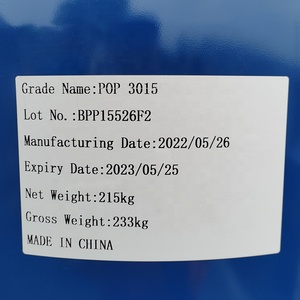 Grade Name:POP 3015
Lot No.:BPP15526F2
Manufacturing Date:2022/05/26
Expiry Date:2023/05/25
Net Weight:215kg
Gross Weight:233kg
MADE IN CHINA